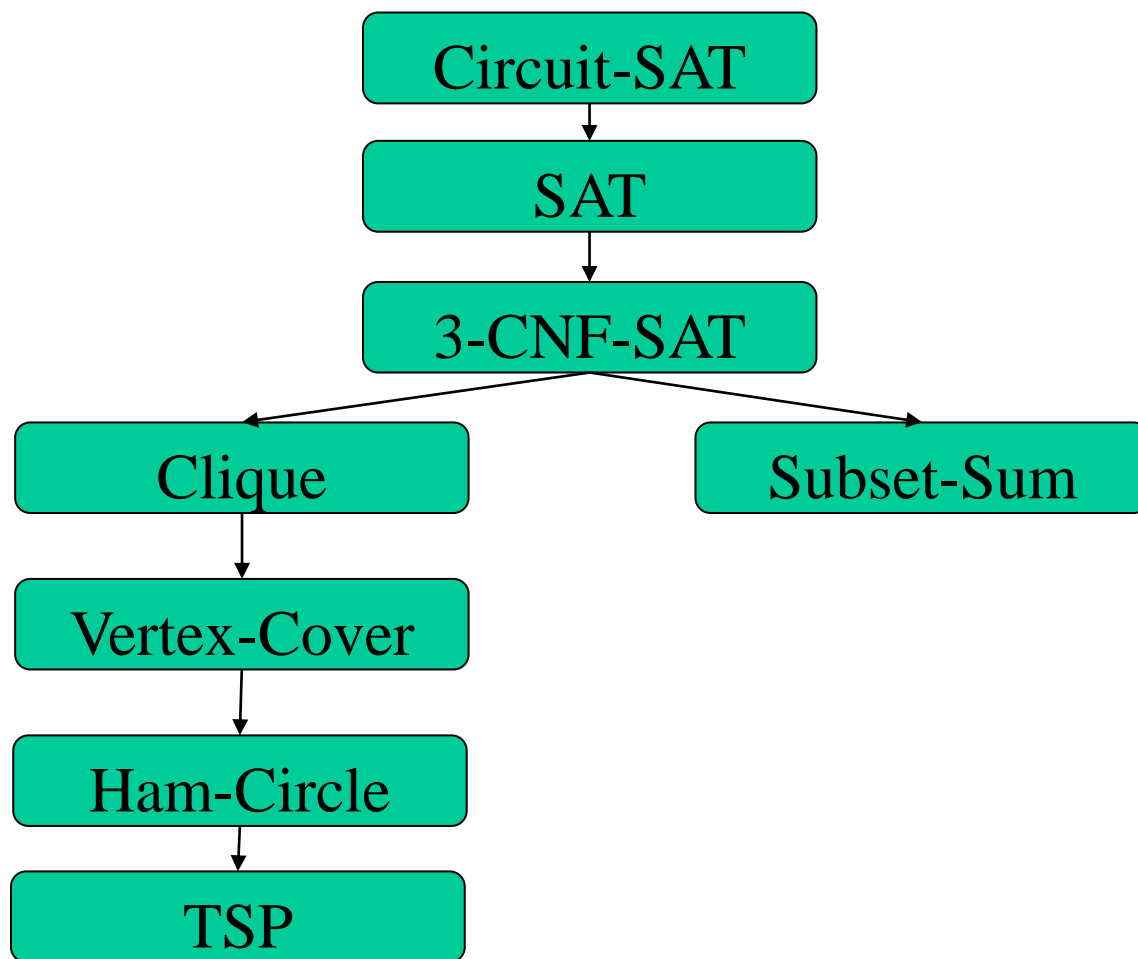 Circuit-SAT
SAT
3-CNF-SAT
Clique
Subset-Sum
Vertex-Cover
Ham-Circle
TSP